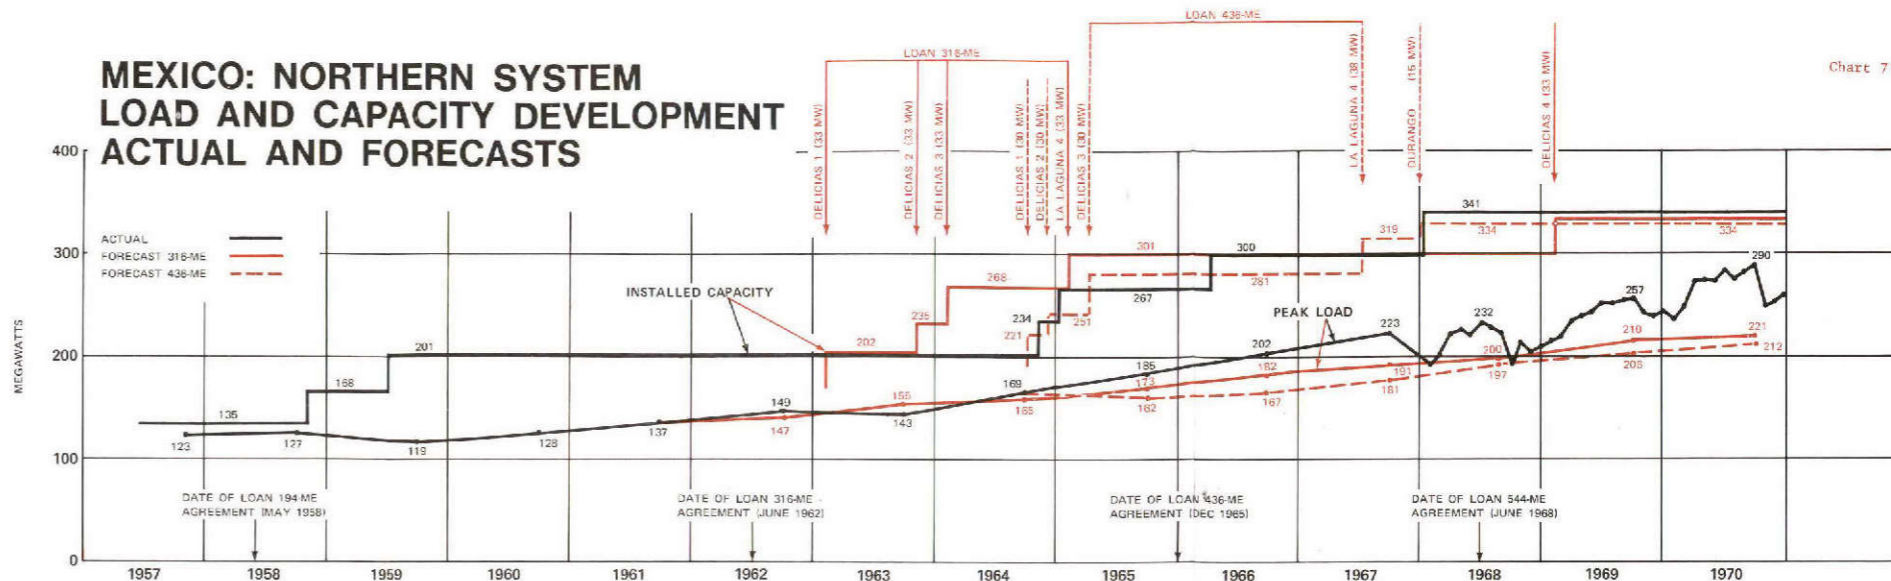 LOAN 436-ME
LOAN 316-ME
MEXICO: NORTHERN SYSTEM
LOAD AND CAPACITY DEVELOPMENT
ACTUAL AND FORECASTS
Chart 7
DELICIAS 1 (33 MW)
DELICIAS 2 (33 MW)
DELICIAS 3 (33 MW)
DELICIAS 1 (30 MW)
DELICIAS 2 (30 MW)
LA LAGUNA 4 (33 MW)
DELICIAS 3 (30 MW)
LA LAGUNA 4 (38 MW)
DURANGO (15 MW)
DELICIAS 4 (33 MW)
MEGAWATTS
400
300
200
100
0
ACTUAL
FORECAST 316-ME
FORECAST 436-ME
INSTALLED CAPACITY
PEAK LOAD
135
168
201
202
235
268
301
221
234
251
267
300
281
319
341
334
334
123
127
119
128
137
149
147
155
143
169
165
185
173
162
202
182
167
223
191
181
232
200
197
257
216
206
290
221
212
DATE OF LOAN 194-ME
AGREEMENT (MAY 1958)
DATE OF LOAN 316-ME
AGREEMENT (JUNE 1962)
DATE OF LOAN 436-ME
AGREEMENT (DEC 1965)
DATE OF LOAN 544-ME
AGREEMENT (JUNE 1968)
1957 1958 1959 1960 1961 1962 1963 1964 1965 1966 1967 1968 1969 1970